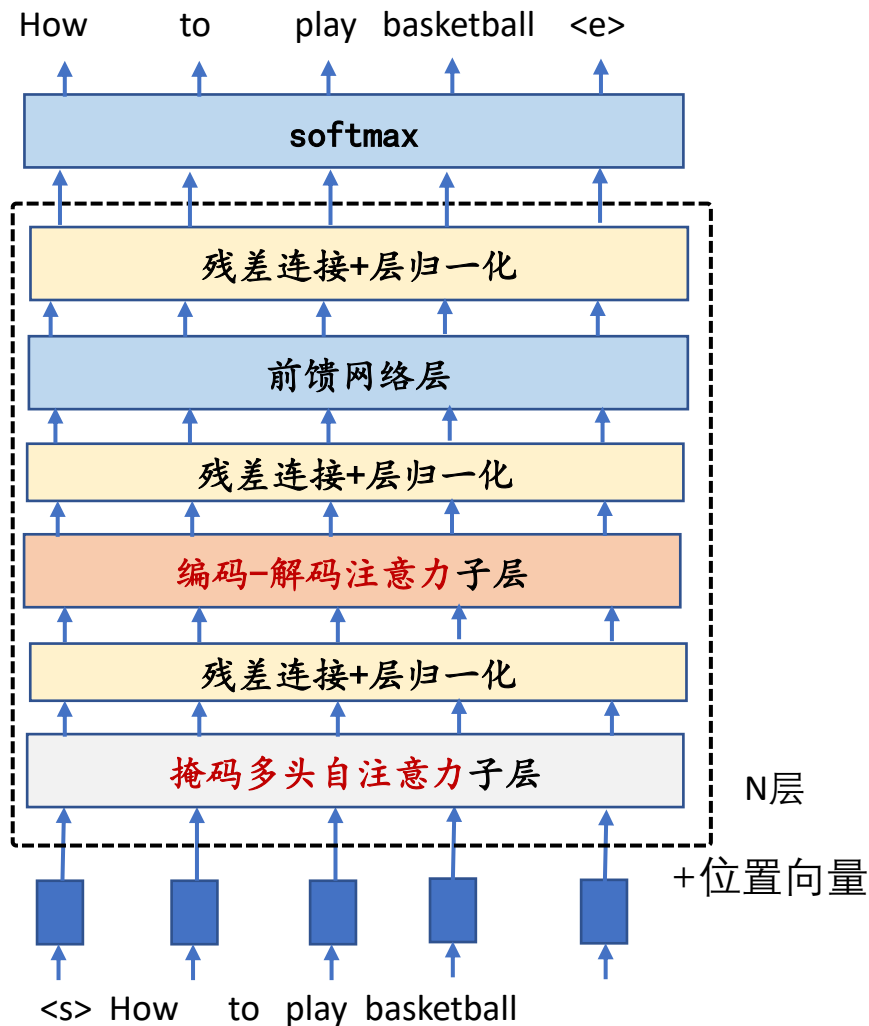 How to play basketball <e>
softmax
残差连接+层归一化
前馈网络层
残差连接+层归一化
编码-解码注意力子层
残差连接+层归一化
掩码多头自注意力子层
N层
+位置向量
<s> How to play basketball